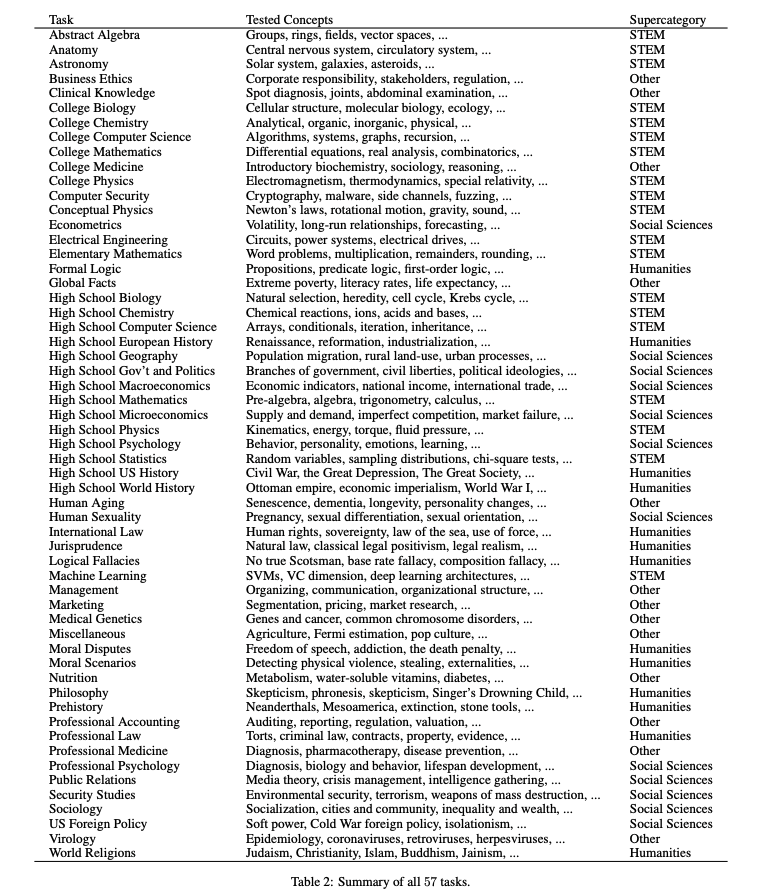 Task Tested Concepts Supercategory
Abstract Algebra Groups, rings, fields, vector spaces, ... STEM
Anatomy Central nervous system, circulatory system, ... STEM
Astronomy Solar system, galaxies, asteroids, ... STEM
Business Ethics Corporate responsibility, stakeholders, regulation, ... Other
Clinical Knowledge Spot diagnosis, joints, abdominal examination, ... Other
College Biology Cellular structure, molecular biology, ecology, ... STEM
College Chemistry Analytical, organic, inorganic, physical, ... STEM
College Computer Science Algorithms, systems, graphs, recursion, ... STEM
College Mathematics Differential equations, real analysis, combinatorics, ... STEM
College Medicine Introductory biochemistry, sociology, reasoning, ... Other
College Physics Electromagnetism, thermodynamics, special relativity, ... STEM
Computer Security Cryptography, malware, side channels, fuzzing, ... STEM
Conceptual Physics Newton's laws, rotational motion, gravity, sound, ... STEM
Econometrics Volatility, long-run relationships, forecasting, ... Social Sciences
Electrical Engineering Circuits, power systems, electrical drives, ... STEM
Elementary Mathematics Word problems, multiplication, remainders, rounding, ... STEM
Formal Logic Propositions, predicate logic, first-order logic, ... Humanities
Global Facts Extreme poverty, literacy rates, life expectancy, ... Other
High School Biology Natural selection, heredity, cell cycle, Krebs cycle, ... STEM
High School Chemistry Chemical reactions, ions, acids and bases, ... STEM
High School Computer Science Arrays, conditionals, iteration, inheritance, ... STEM
High School European History Renaissance, reformation, industrialization, ... Humanities
High School Geography Population migration, rural land-use, urban processes, ... Social Sciences
High School Gov't and Politics Branches of government, civil liberties, political ideologies, ... Social Sciences
High School Macroeconomics Economic indicators, national income, international trade, ... Social Sciences
High School Mathematics Pre-algebra, algebra, trigonometry, calculus, ... STEM
High School Microeconomics Supply and demand, imperfect competition, market failure, ... Social Sciences
High School Physics Kinematics, energy, torque, fluid pressure, ... STEM
High School Psychology Behavior, personality, emotions, learning, ... Social Sciences
High School Statistics Random variables, sampling distributions, chi-square tests, ... STEM
High School US History Civil War, the Great Depression, The Great Society, ... Humanities
High School World History Ottoman empire, economic imperialism, World War I, ... Humanities
Human Aging Senescence, dementia, longevity, personality changes, ... Other
Human Sexuality Pregnancy, sexual differentiation, sexual orientation, ... Social Sciences
International Law Human rights, sovereignty, law of the sea, use of force, ... Humanities
Jurisprudence Natural law, classical legal positivism, legal realism, ... Humanities
Logical Fallacies No true Scotsman, base rate fallacy, composition fallacy, ... Humanities
Machine Learning SVMs, VC dimension, deep learning architectures, ... STEM
Management Organizing, communication, organizational structure, ... Other
Marketing Segmentation, pricing, market research, ... Other
Medical Genetics Genes and cancer, common chromosome disorders, ... Other
Miscellaneous Agriculture, Fermi estimation, pop culture, ... Other
Moral Disputes Freedom of speech, addiction, the death penalty, ... Humanities
Moral Scenarios Detecting physical violence, stealing, externalities, ... Humanities
Nutrition Metabolism, water-soluble vitamins, diabetes, ... Other
Philosophy Skepticism, phronesis, skepticism, Singer's Drowning Child, ... Humanities
Prehistory Neanderthals, Mesoamerica, extinction, stone tools, ... Humanities
Professional Accounting Auditing, reporting, regulation, valuation, ... Other
Professional Law Torts, criminal law, contracts, property, evidence, ... Humanities
Professional Medicine Diagnosis, pharmacotherapy, disease prevention, ... Other
Professional Psychology Diagnosis, biology and behavior, lifespan development, ... Social Sciences
Public Relations Media theory, crisis management, intelligence gathering, ... Social Sciences
Security Studies Environmental security, terrorism, weapons of mass destruction, ... Social Sciences
Sociology Socialization, cities and community, inequality and wealth, ... Social Sciences
US Foreign Policy Soft power, Cold War foreign policy, isolationism, ... Social Sciences
Virology Epidemiology, coronaviruses, retroviruses, herpesviruses, ... Other
World Religions Judaism, Christianity, Islam, Buddhism, Jainism, ... Humanities
Table 2: Summary of all 57 tasks.